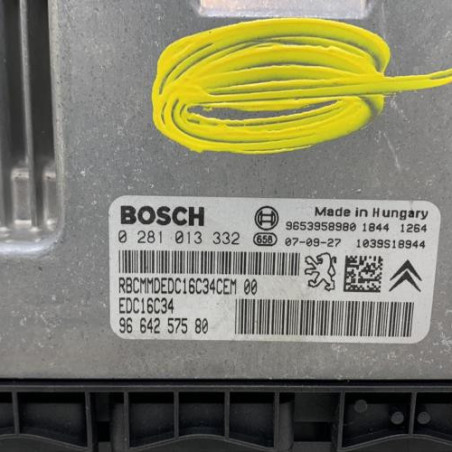 BOSCH
Made in Hungary
9653958980 1844 1264
0 281 013 332
658
07-09-27
1039S18944
RBCMMDEDC16C34CEM 00
EDC16C34
96 642 575 80